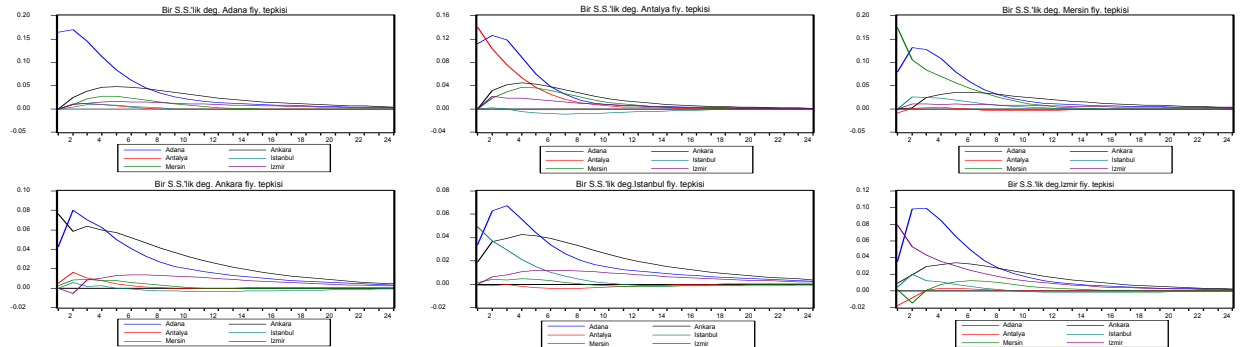 Bir S.S.'lik deg. Adana fiy. tepkisi
0.20
0.15
0.10
0.05
0.00
-0.05
2 4 6 8 10 12 14 16 18 20 22 24
Adana Ankara
Antalya Istanbul
Mersin Izmir
Bir S.S.'lik deg. Antalya fiy. tepkisi
0.16
0.12
0.08
0.04
0.00
-0.04
2 4 6 8 10 12 14 16 18 20 22 24
Adana Ankara
Antalya Istanbul
Mersin Izmir
Bir S.S.'lik deg. Mersin fiy. tepkisi
0.20
0.15
0.10
0.05
0.00
-0.05
2 4 6 8 10 12 14 16 18 20 22 24
Adana Ankara
Antalya Istanbul
Mersin Izmir
Bir S.S.'lik deg. Ankara fiy. tepkisi
0.10
0.08
0.06
0.04
0.02
0.00
-0.02
2 4 6 8 10 12 14 16 18 20 22 24
Adana Ankara
Antalya Istanbul
Mersin Izmir
Bir S.S.'lik deg.Istanbul fiy. tepkisi
0.08
0.06
0.04
0.02
0.00
-0.02
2 4 6 8 10 12 14 16 18 20 22 24
Adana Ankara
Antalya Istanbul
Mersin Izmir
Bir S.S.'lik deg.Izmir fiy. tepkisi
0.12
0.10
0.08
0.06
0.04
0.02
0.00
-0.02
2 4 6 8 10 12 14 16 18 20 22 24
Adana Ankara
Antalya Istanbul
Mersin Izmir